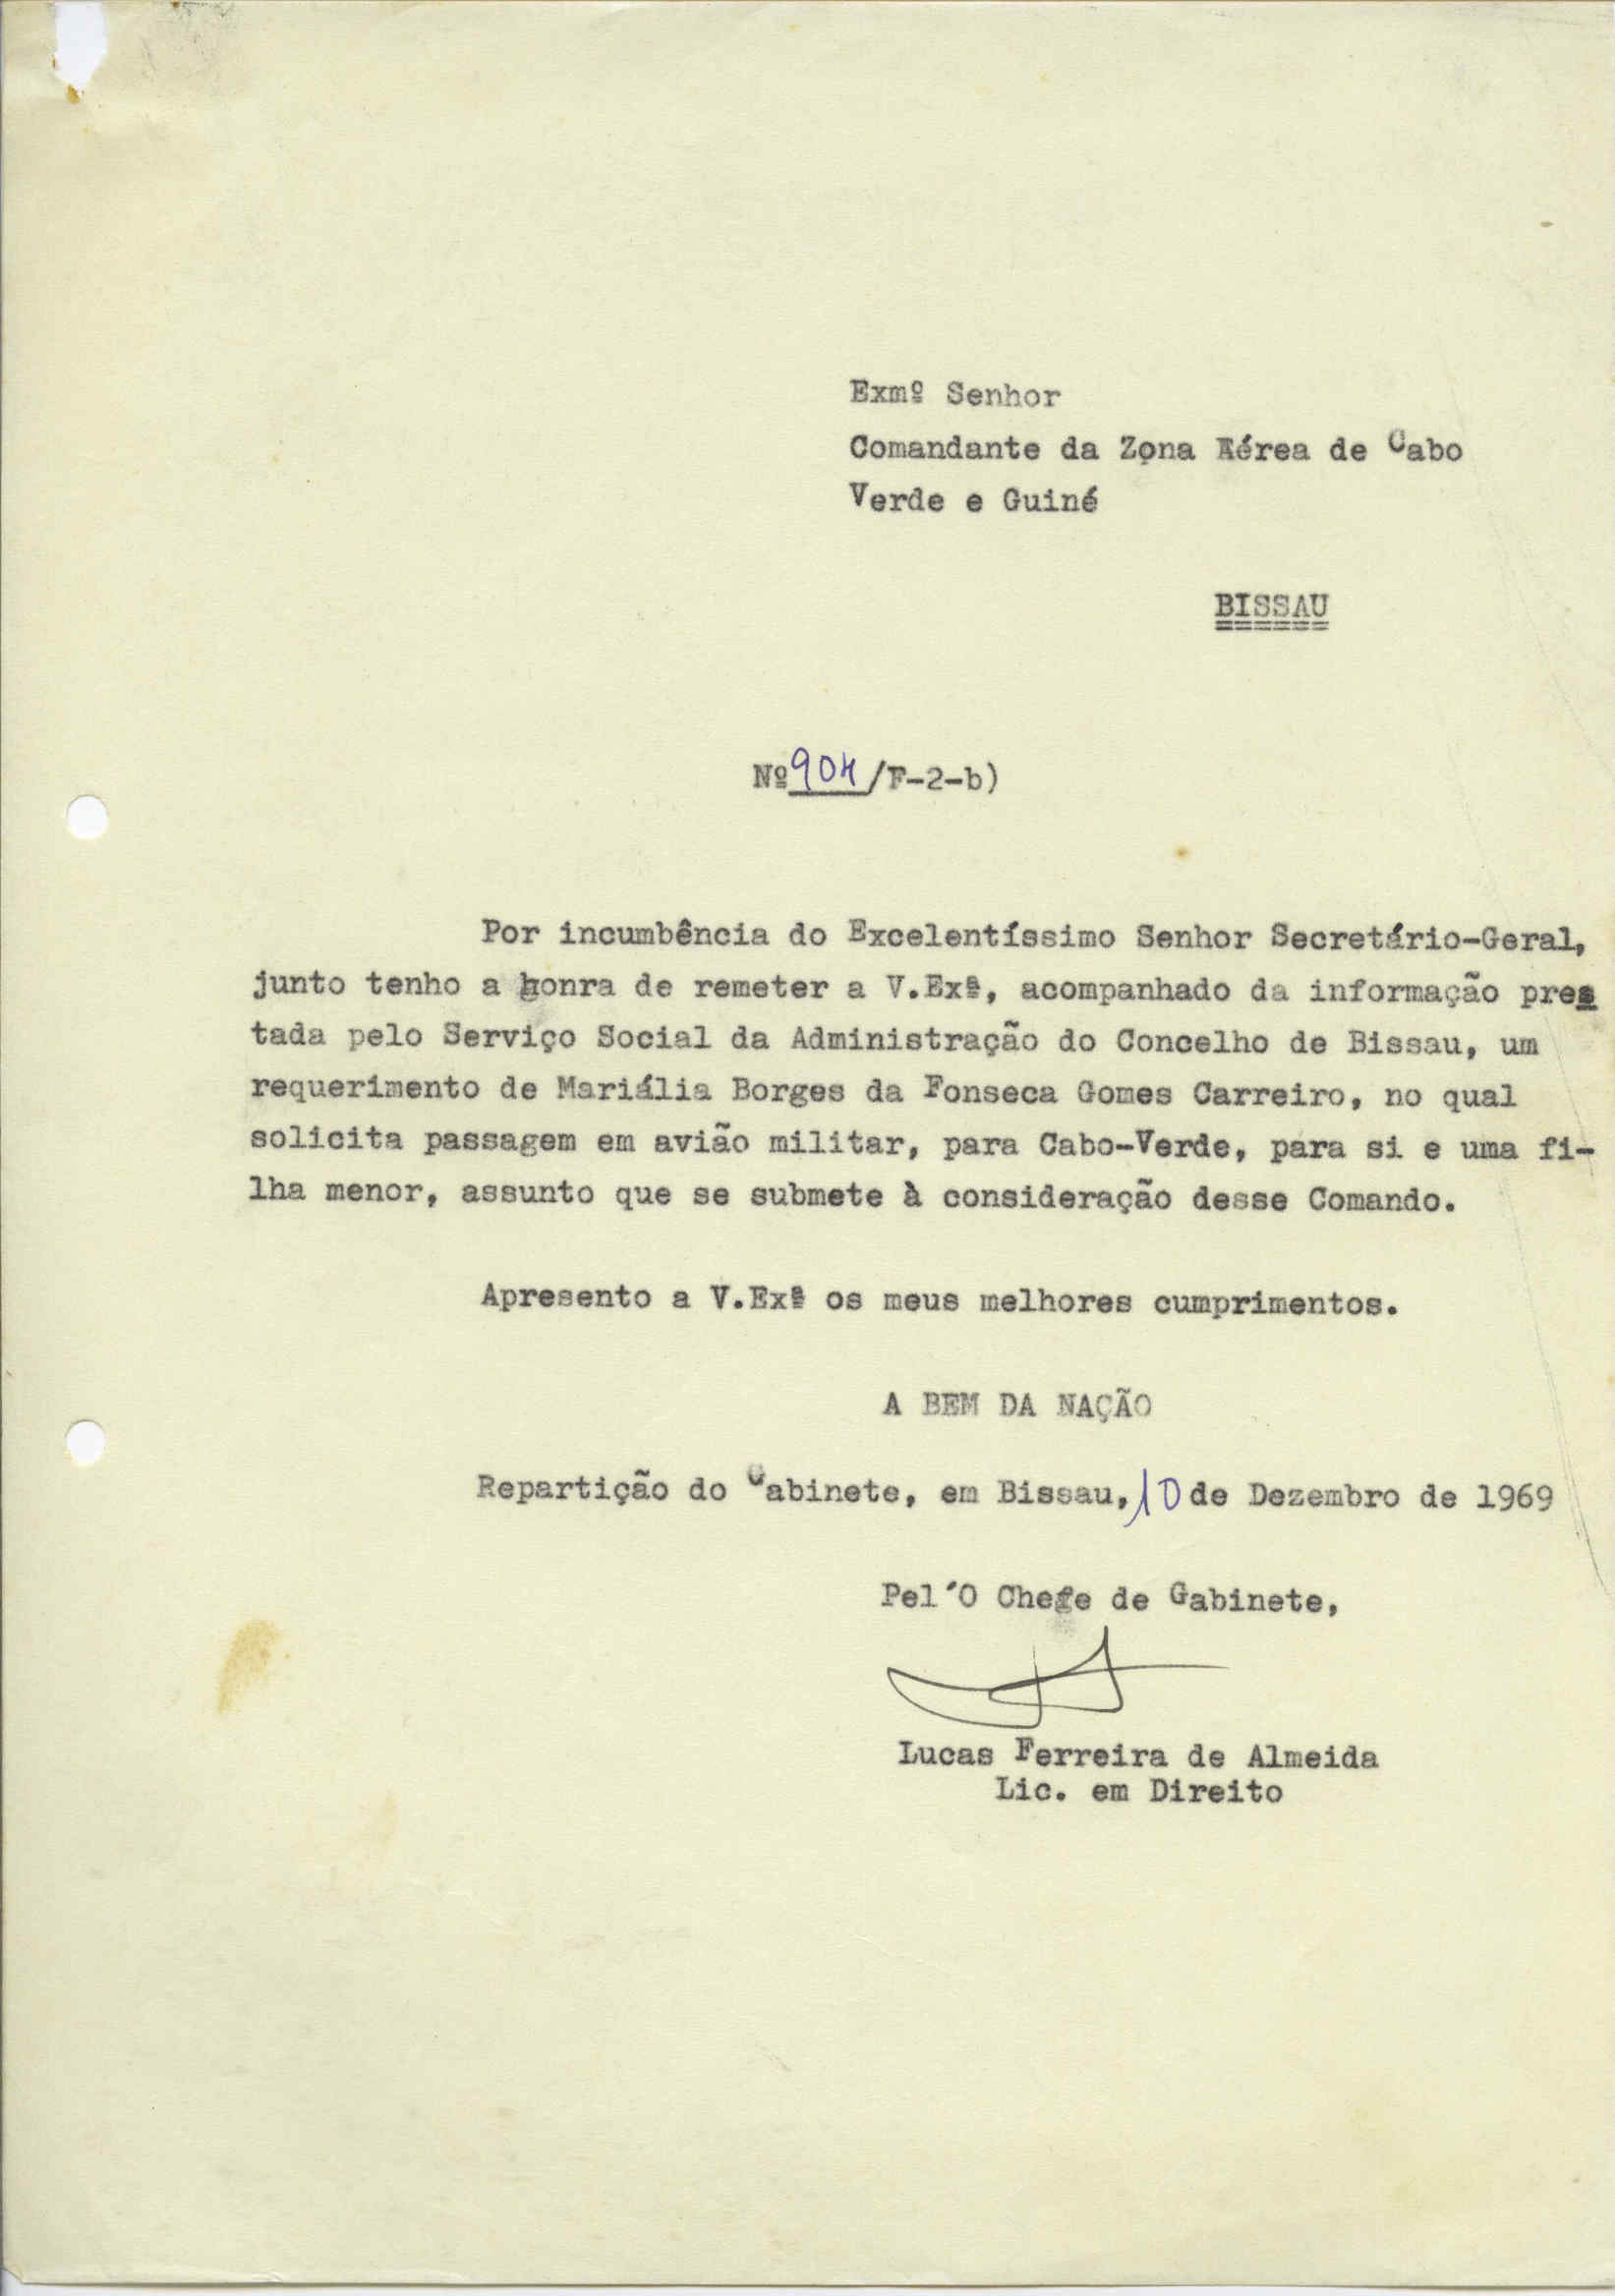 Exmº Senhor
Comandante da Zona Aérea de Cabo
Verde e Guiné
BISSAU
Nº 904/F-2-b)
Por incumbência do Excelentíssimo Senhor Secretário-Geral,
junto tenho a honra de remeter a V.Exª, acompanhado da informação pres
tada pelo Serviço Social da Administração do Concelho de Bissau, um
requerimento de Mariália Borges da Fonseca Gomes Carreiro, no qual
solicita passagem em avião militar, para Cabo-Verde, para si e uma fi-
lha menor, assunto que se submete à consideração desse Comando.
Apresento a V.Exª os meus melhores cumprimentos.
A BEM DA NAÇÃO
Repartição do Gabinete, em Bissau, 10 de Dezembro de 1969
Pel´O Chefe de Gabinete,
Lucas Ferreira de Almeida
Lic. em Direito